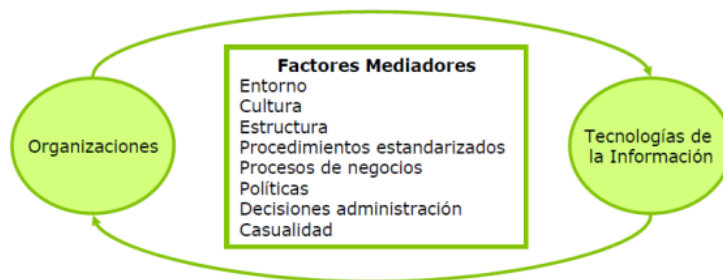 Organizaciones
Factores Mediadores
Entorno
Cultura
Estructura
Procedimientos estandarizados
Procesos de negocios
Políticas
Decisiones administración
Casualidad
Tecnologías de
la Información